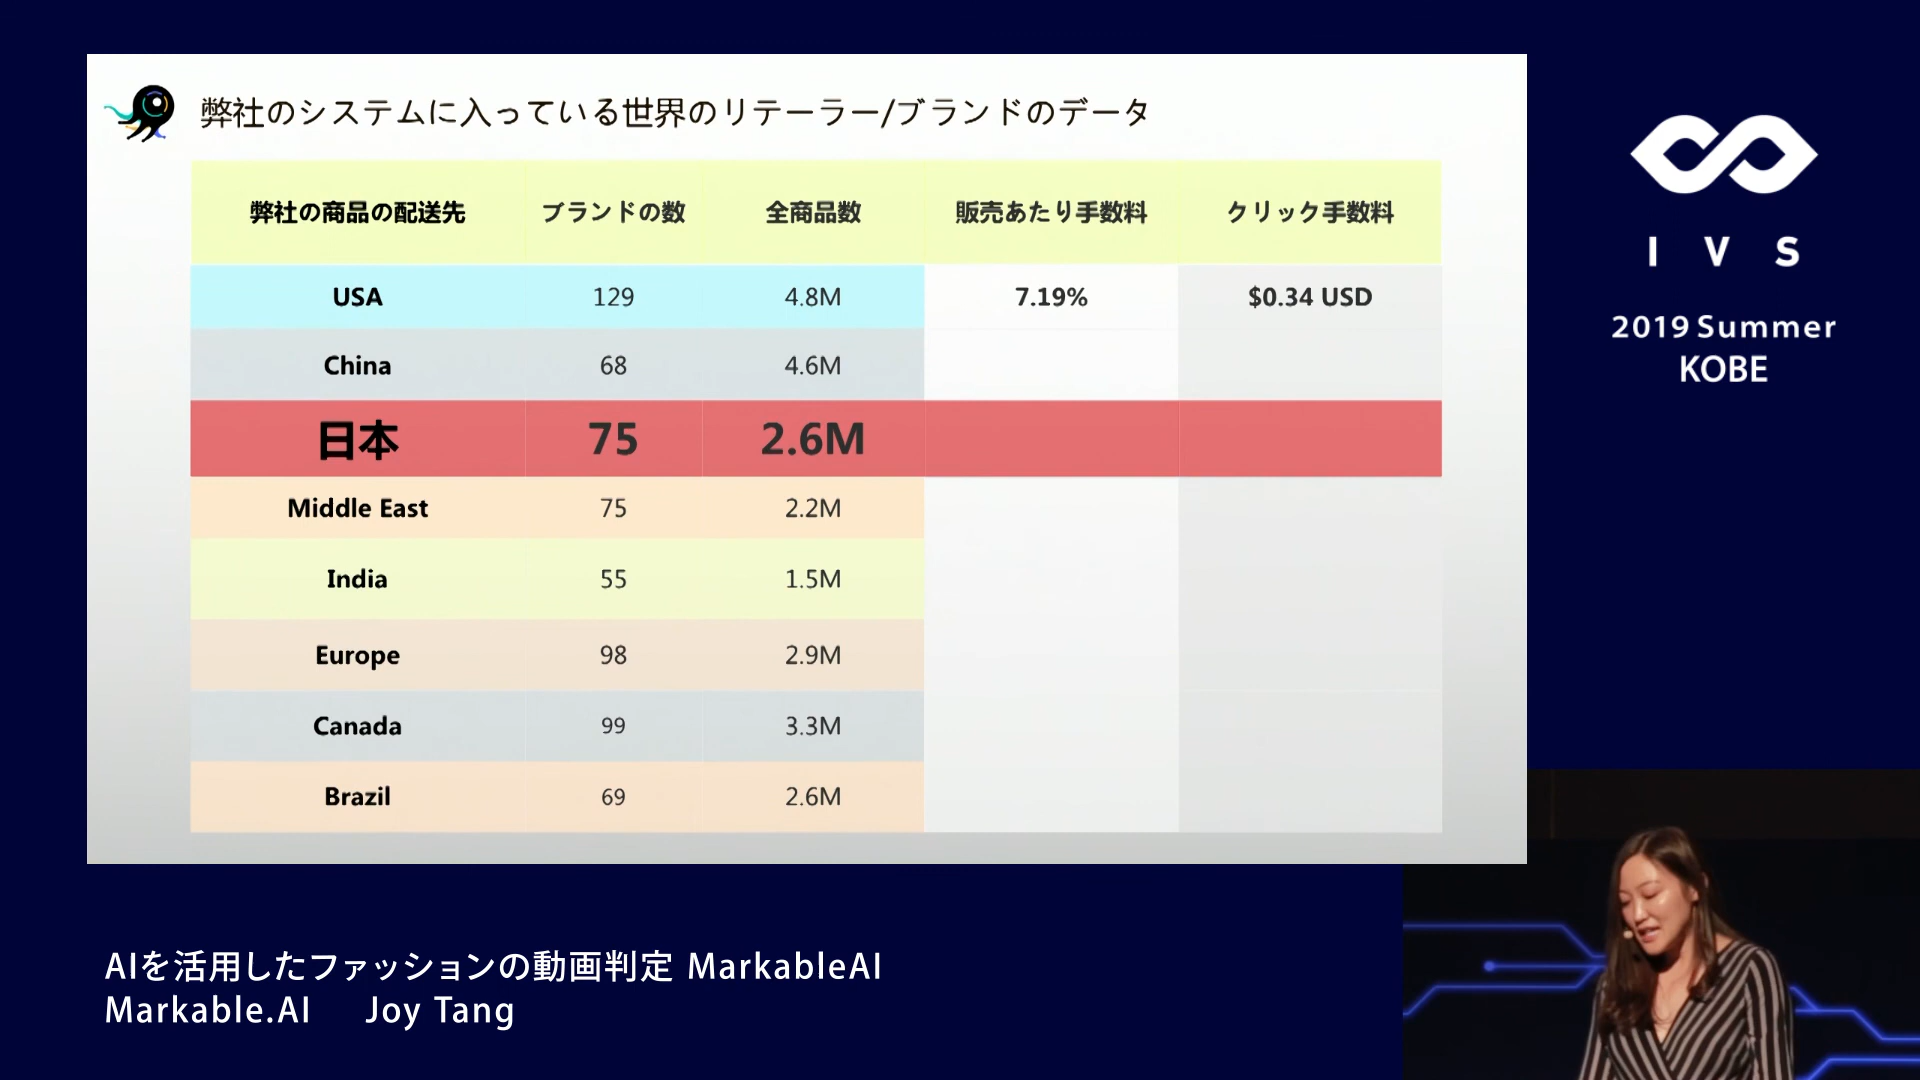 弊社のシステムに入っている世界のリテーラー/ブランドのデータ
弊社の商品の配送先 ブランドの数 全商品数 販売あたり手数料 クリック手数料
USA 129 4.8M 7.19% $0.34 USD
China 68 4.6M
日本 75 2.6M
Middle East 75 2.2M
India 55 1.5M
Europe 98 2.9M
Canada 99 3.3M
Brazil 69 2.6M
IVS
2019 Summer
KOBE
AIを活用したファッションの動画判定 MarkableAI
Markable.AI Joy Tang